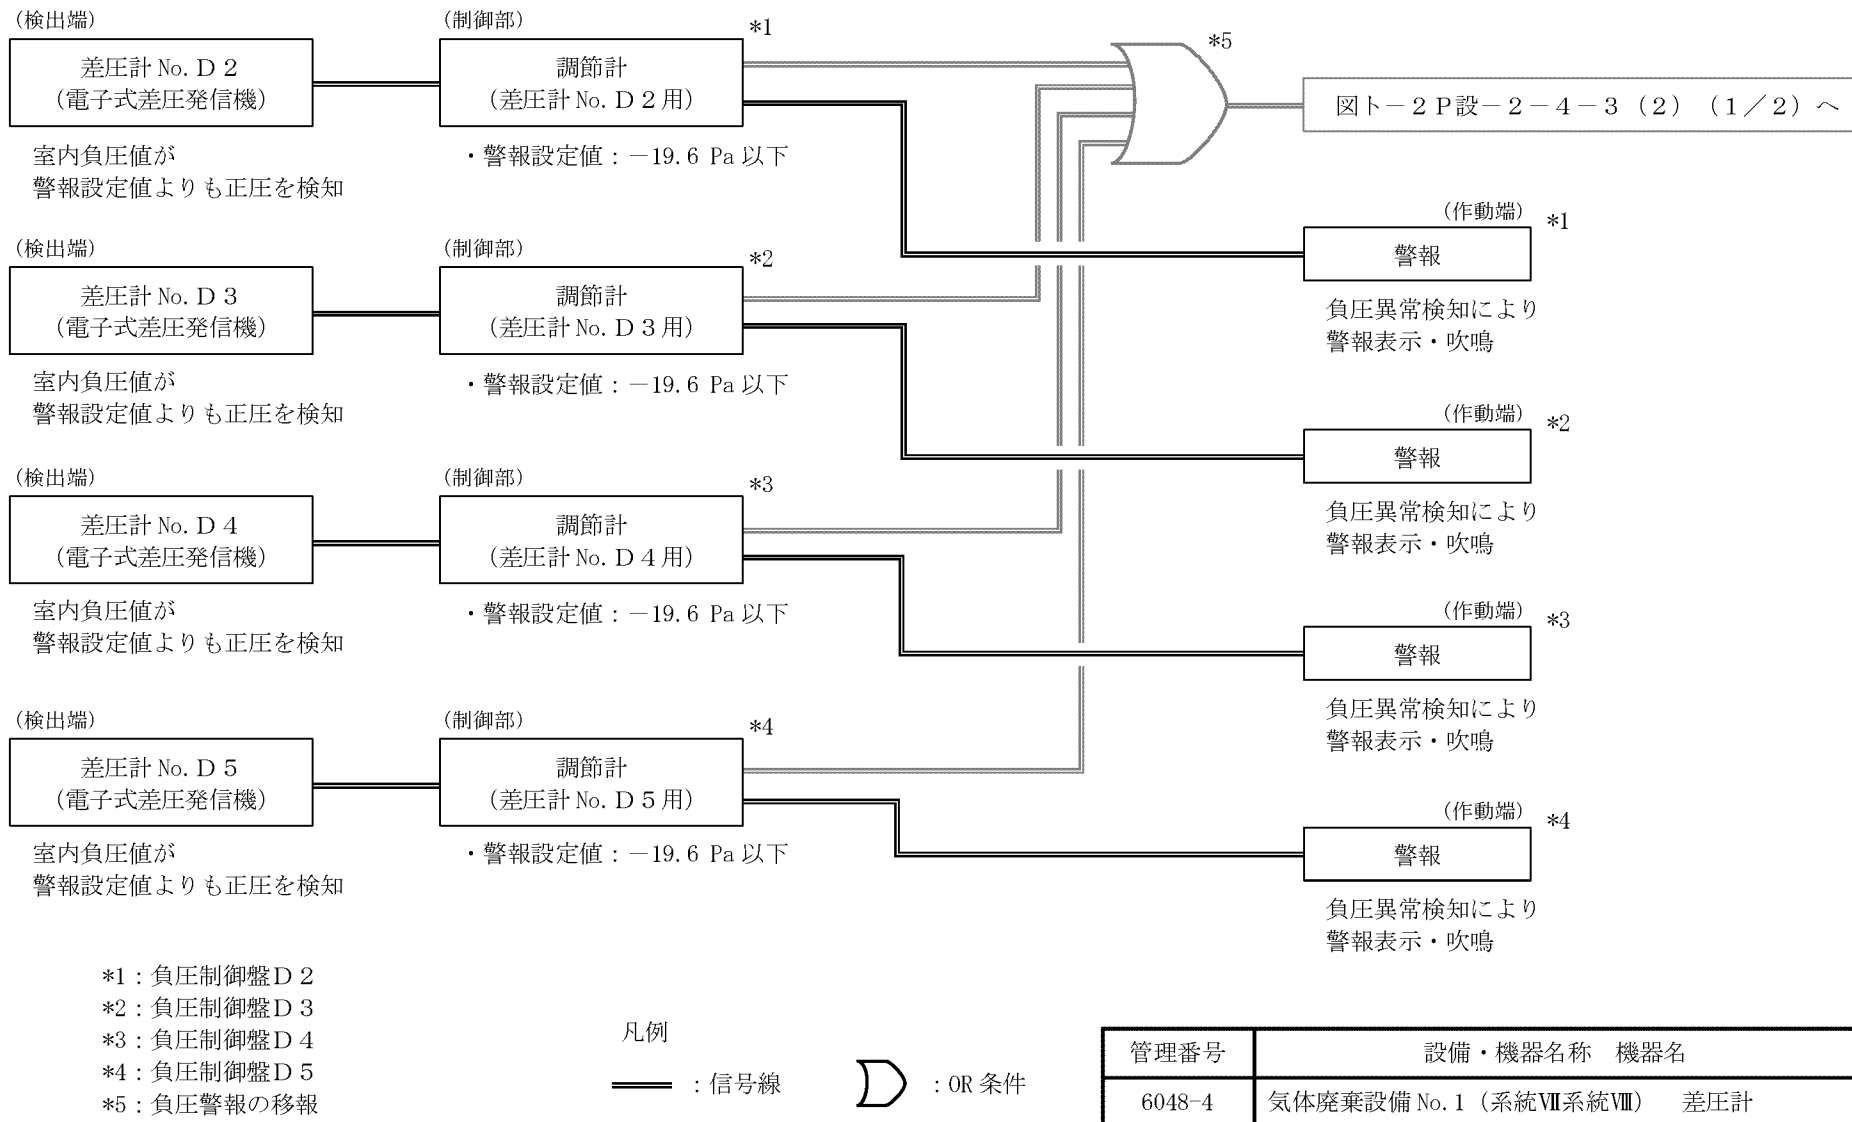 (検出端)
(制御部)
*1
*5
差圧計 No. D 2
(電子式差圧発信機)
調節計
(差圧計 No. D 2 用)
図ト－2 P設－2－4－3 (2) (1／2) へ
室内負圧値が
警報設定値よりも正圧を検知
・警報設定値：－19.6 Pa 以下
(作動端)
*1
警報
負圧異常検知により
警報表示・吹鳴
(検出端)
(制御部)
*2
差圧計 No. D 3
(電子式差圧発信機)
調節計
(差圧計 No. D 3 用)
室内負圧値が
警報設定値よりも正圧を検知
・警報設定値：－19.6 Pa 以下
(作動端)
*2
警報
負圧異常検知により
警報表示・吹鳴
(検出端)
(制御部)
*3
差圧計 No. D 4
(電子式差圧発信機)
調節計
(差圧計 No. D 4 用)
室内負圧値が
警報設定値よりも正圧を検知
・警報設定値：－19.6 Pa 以下
(作動端)
*3
警報
負圧異常検知により
警報表示・吹鳴
(検出端)
(制御部)
*4
差圧計 No. D 5
(電子式差圧発信機)
調節計
(差圧計 No. D 5 用)
室内負圧値が
警報設定値よりも正圧を検知
・警報設定値：－19.6 Pa 以下
(作動端)
*4
警報
負圧異常検知により
警報表示・吹鳴
*1：負圧制御盤D 2
*2：負圧制御盤D 3
*3：負圧制御盤D 4
*4：負圧制御盤D 5
*5：負圧警報の移報
凡例
：信号線
：OR 条件
管理番号 設備・機器名称 機器名
6048-4 気体廃棄設備 No. 1 (系統Ⅶ系統Ⅷ) 差圧計